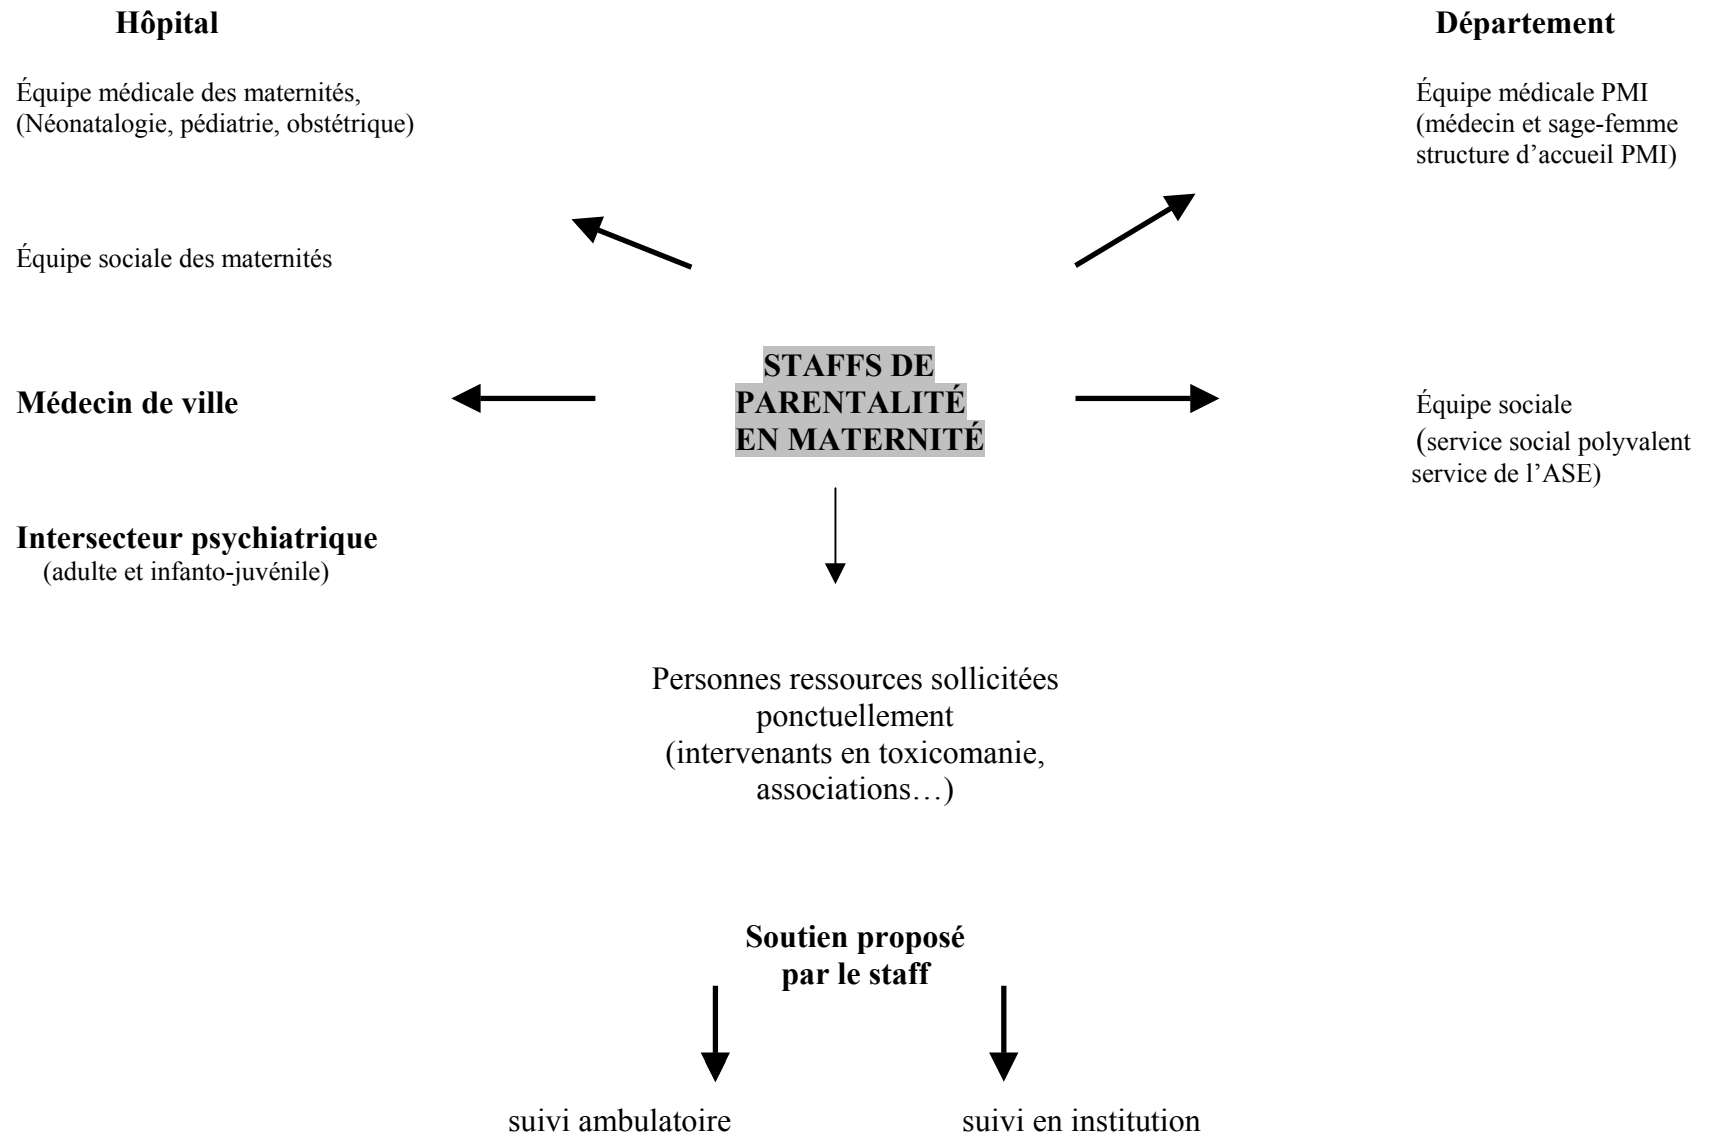 Hôpital
Département
Équipe médicale des maternités,
(Néonatalogie, pédiatrie, obstétrique)
Équipe médicale PMI
(médecin et sage-femme
structure d’accueil PMI)
Équipe sociale des maternités
STAFFS DE
PARENTALITÉ
EN MATERNITÉ
Médecin de ville
Équipe sociale
(service social polyvalent
service de l’ASE)
Intersecteur psychiatrique
(adulte et infanto-juvénile)
Personnes ressources sollicitées
ponctuellement
(intervenants en toxicomanie,
associations…)
Soutien proposé
par le staff
suivi ambulatoire
suivi en institution